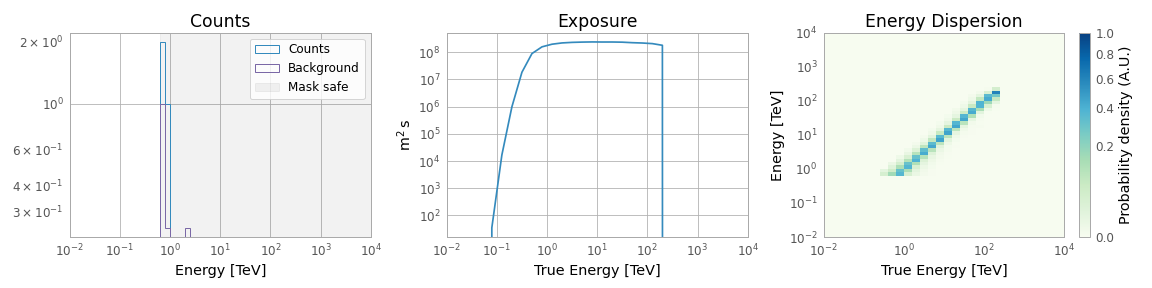 Counts
2 × 10⁰
10⁰
6 × 10⁻¹
4 × 10⁻¹
3 × 10⁻¹
Counts
Background
Mask safe
10⁻² 10⁻¹ 10⁰ 10¹ 10² 10³ 10⁴
Energy [TeV]
Exposure
m² s
10⁸
10⁷
10⁶
10⁵
10⁴
10³
10²
10⁻² 10⁻¹ 10⁰ 10¹ 10² 10³ 10⁴
True Energy [TeV]
Energy Dispersion
Energy [TeV]
10⁴
10³
10²
10¹
10⁰
10⁻¹
10⁻²
10⁻² 10⁰ 10² 10⁴
True Energy [TeV]
1.0
0.8
0.6
0.4
0.2
0.0
Probability density (A.U.)